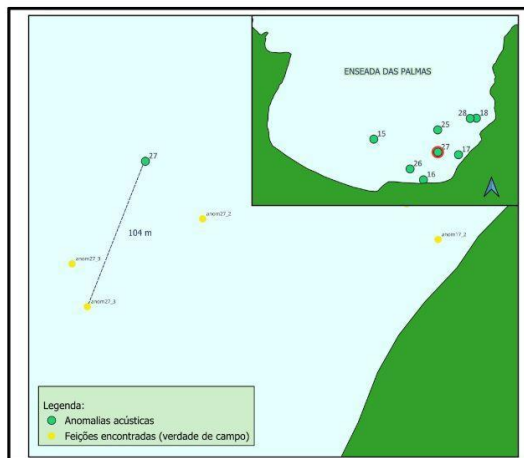 ENSEADA DAS PALMAS
28
18
25
15
27
17
26
16
27
anom27_2
104 m
anom17_2
anom27_3
Legenda:
Anomalias acústicas
Feições encontradas (verdade de campo)